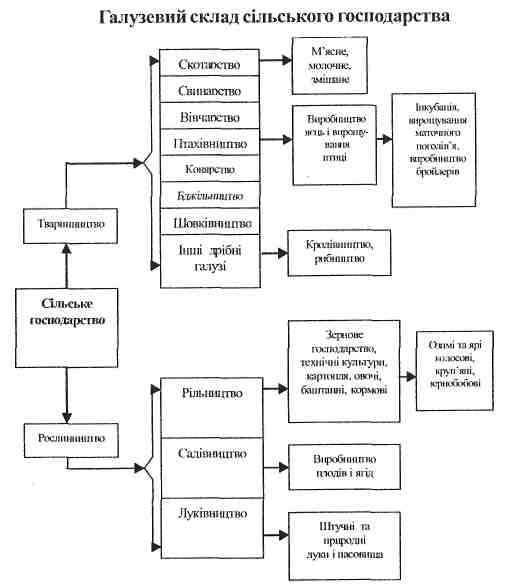 Галузевий склад сільського господарства
Скотарство
М'ясне,
молочне,
змішане
Свинарство
Вівчарство
Птахівництво
Виробництво
яєць і вирощу-
вання
птиці
Інкубація,
вирощування
маточного
поголів'я,
виробництво
бройлерів
Конярство
Бджільництво
Шовківництво
Інші дрібні
галузі
Кролівництво,
рибництво
Тваринництво
Сільське
господарство
Рослинництво
Рільництво
Зернове
господарство,
технічні культури,
картопля, овочі,
баштанні, кормові
Озимі та ярі
колосові,
круп'яні,
зернобобові
Садівництво
Виробництво
плодів і ягід
Луківництво
Штучні та
природні
луки і пасовища